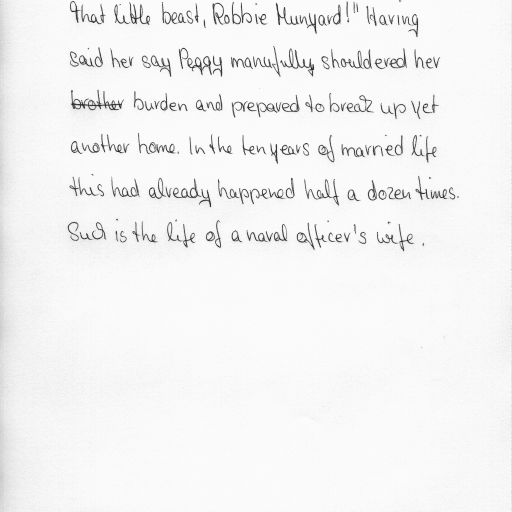 that little beast, Robbie Munyard!" Having
said her say Peggy manufully shouldered her
brother burden and prepared to break up yet
another home. In the ten years of married life
this had already happened half a dozen times.
Such is the life of a naval officer's wife.